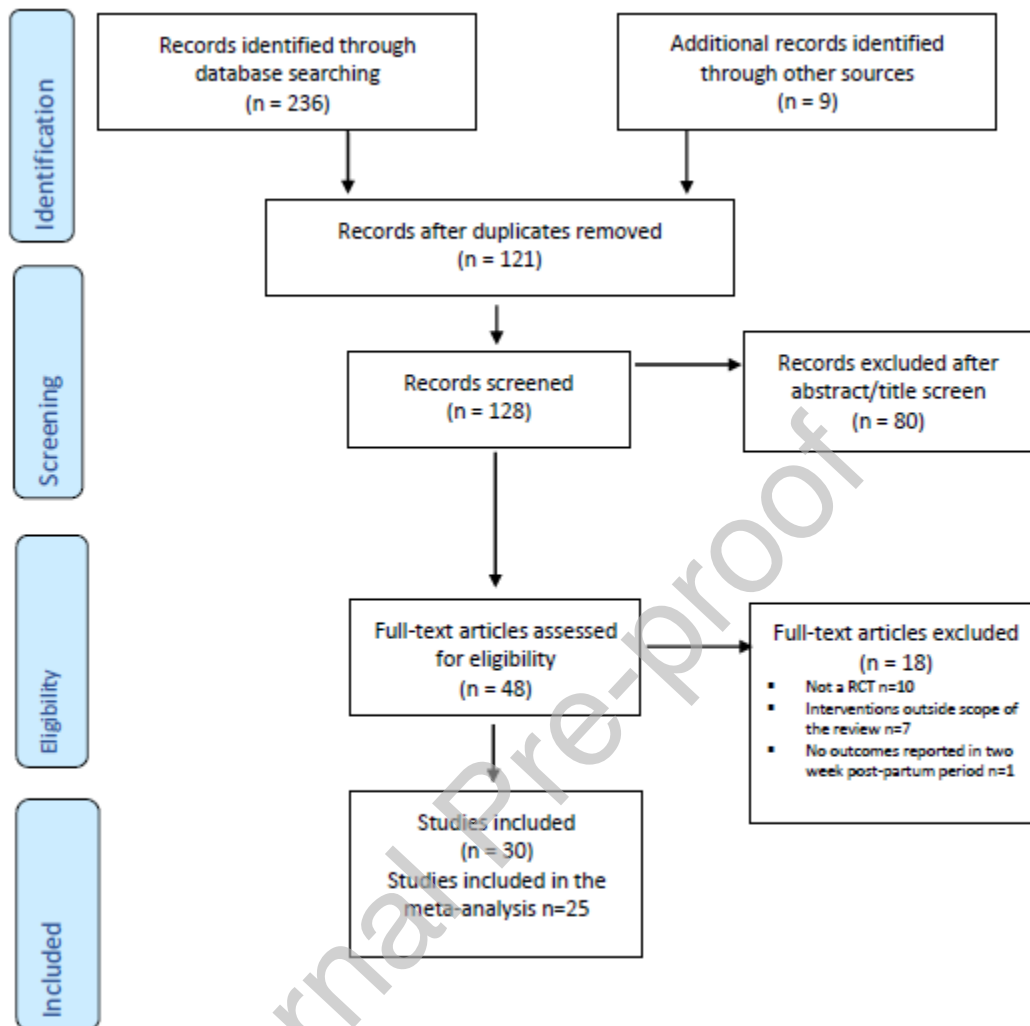 Identification
Records identified through
database searching
(n = 236)
Additional records identified
through other sources
(n = 9)
Records after duplicates removed
(n = 121)
Screening
Records screened
(n = 128)
Records excluded after
abstract/title screen
(n = 80)
Eligibility
Full-text articles assessed
for eligibility
(n = 48)
Full-text articles excluded
(n = 18)
▪ Not a RCT n=10
▪ Interventions outside scope of
the review n=7
▪ No outcomes reported in two
week post-partum period n=1
Included
Studies included
(n = 30)
Studies included in the
meta-analysis n=25
rnal Pre-proof